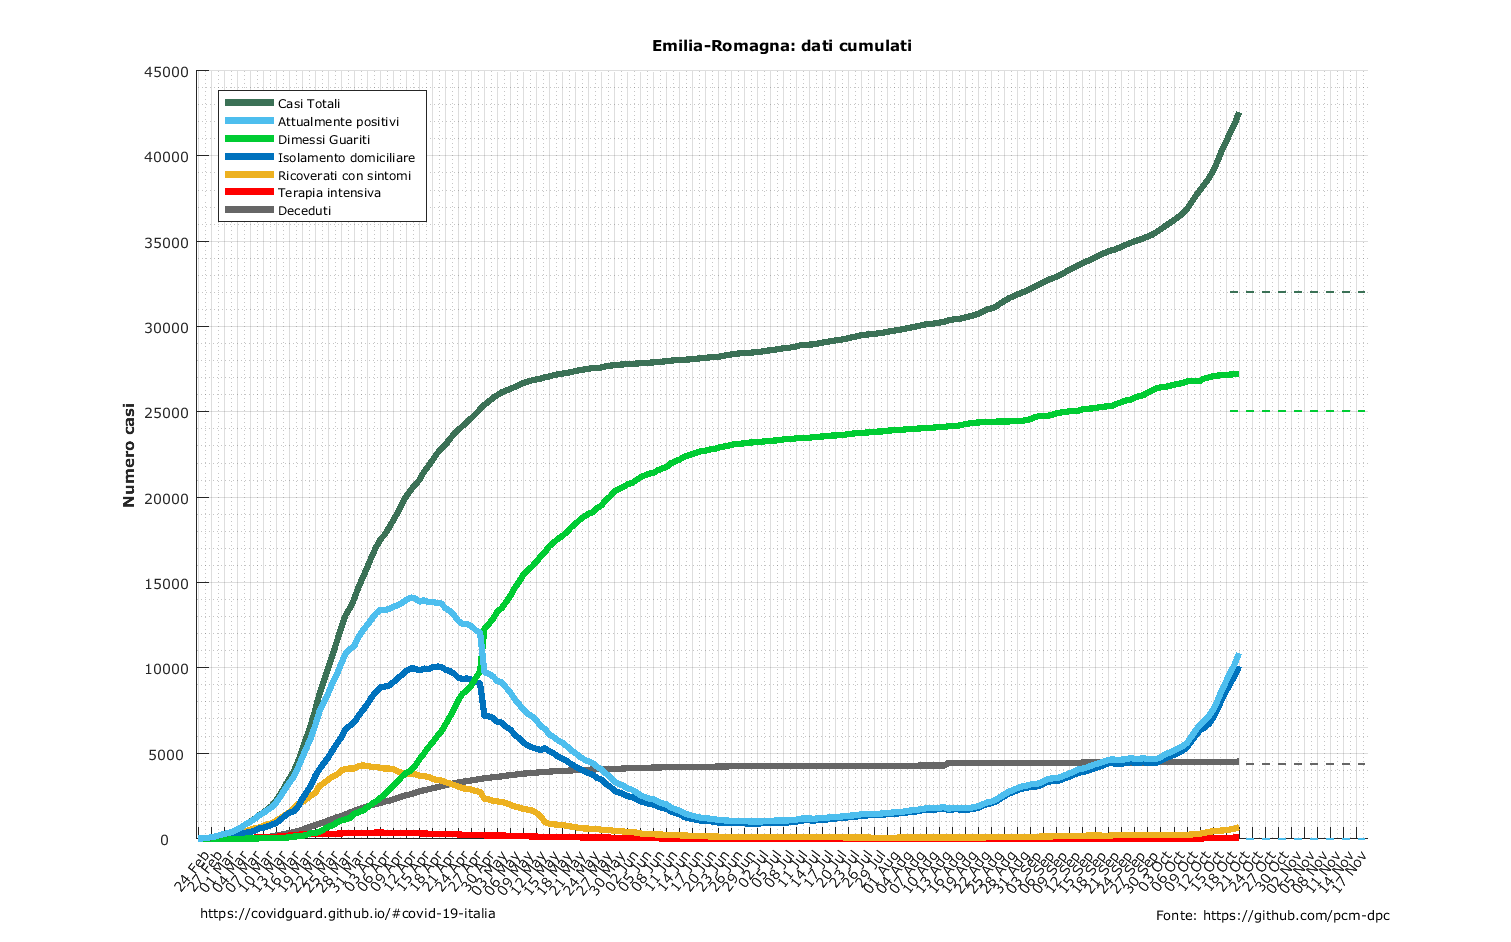 Emilia-Romagna: dati cumulati
45000
40000
35000
30000
25000
20000
15000
10000
5000
0
Numero casi
Casi Totali
Attualmente positivi
Dimessi Guariti
Isolamento domiciliare
Ricoverati con sintomi
Terapia intensiva
Deceduti
24 Feb
27 Feb
01 Mar
04 Mar
07 Mar
10 Mar
13 Mar
16 Mar
19 Mar
22 Mar
25 Mar
28 Mar
31 Mar
03 Apr
06 Apr
09 Apr
12 Apr
15 Apr
18 Apr
21 Apr
24 Apr
27 Apr
30 Apr
03 May
06 May
09 May
12 May
15 May
18 May
21 May
24 May
27 May
30 May
02 Jun
05 Jun
08 Jun
11 Jun
14 Jun
17 Jun
20 Jun
23 Jun
26 Jun
29 Jun
02 Jul
05 Jul
08 Jul
11 Jul
14 Jul
17 Jul
20 Jul
23 Jul
26 Jul
29 Jul
01 Aug
04 Aug
07 Aug
10 Aug
13 Aug
16 Aug
19 Aug
22 Aug
25 Aug
28 Aug
31 Aug
03 Sep
06 Sep
09 Sep
12 Sep
15 Sep
18 Sep
21 Sep
24 Sep
27 Sep
30 Sep
03 Oct
06 Oct
09 Oct
12 Oct
15 Oct
18 Oct
21 Oct
24 Oct
27 Oct
30 Oct
02 Nov
05 Nov
08 Nov
11 Nov
14 Nov
17 Nov
https://covidguard.github.io/#covid-19-italia
Fonte: https://github.com/pcm-dpc